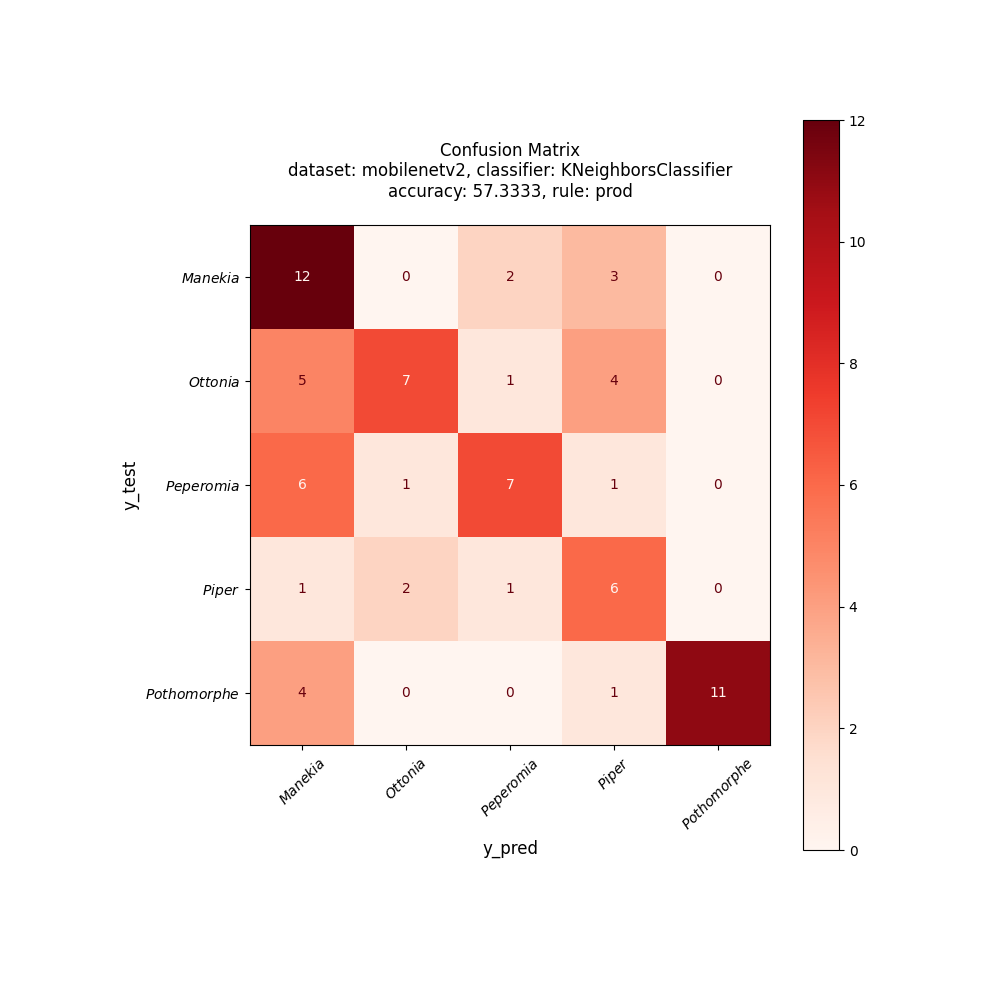 Confusion Matrix
dataset: mobilenetv2, classifier: KNeighborsClassifier
accuracy: 57.3333, rule: prod
12
10
8
6
4
2
0
y_test
Manekia 12 0 2 3 0
Ottonia 5 7 1 4 0
Peperomia 6 1 7 1 0
Piper 1 2 1 6 0
Pothomorphe 4 0 0 1 11
Manekia Ottonia Peperomia Piper Pothomorphe
y_pred